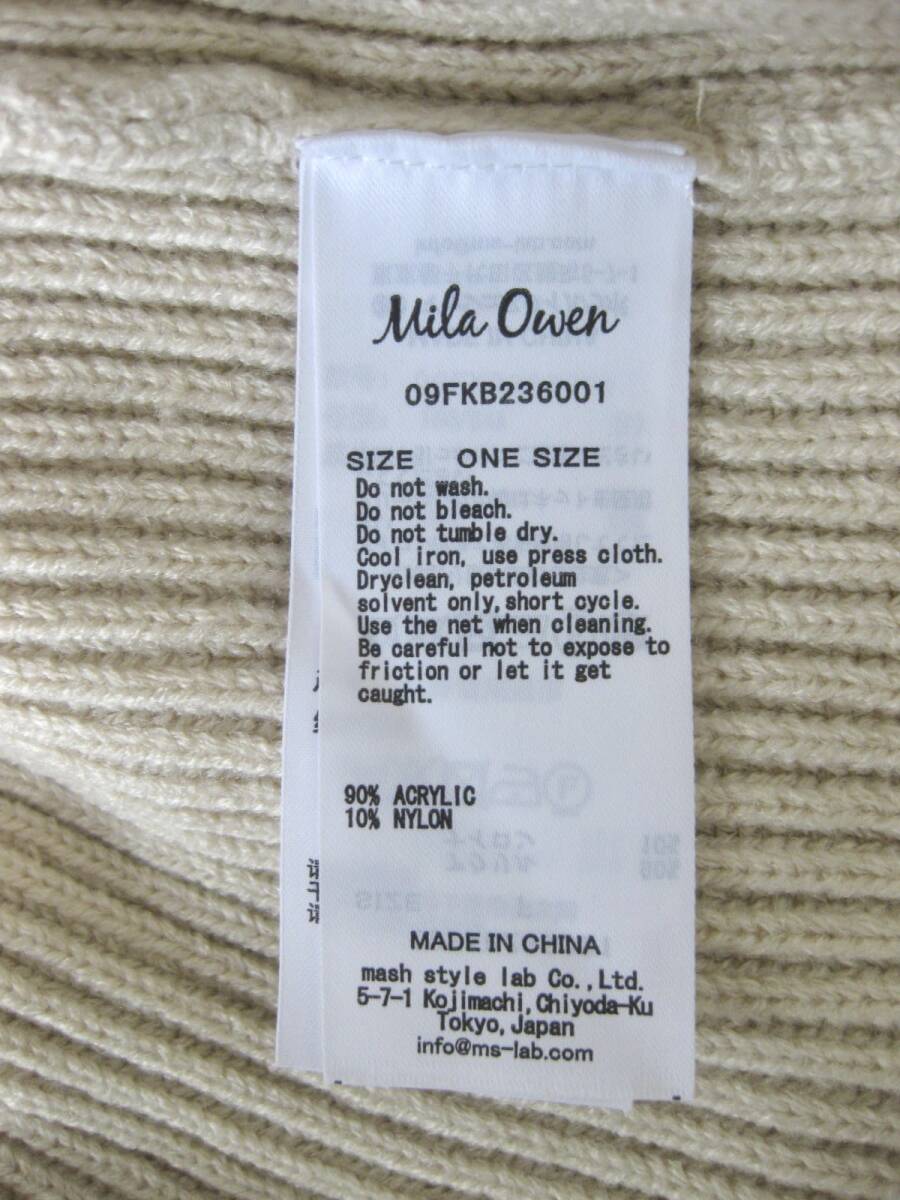 Mila Owen
09FKB236001
SIZE ONE SIZE
Do not wash.
Do not bleach.
Do not tumble dry.
Cool iron, use press cloth.
Dryclean, petroleum
solvent only, short cycle.
Use the net when cleaning.
Be careful not to expose to
friction or let it get
caught.
90% ACRYLIC
10% NYLON
MADE IN CHINA
mash style lab Co., Ltd.
5-7-1 Kojimachi, Chiyoda-Ku
Tokyo, Japan
info@ms-lab.com